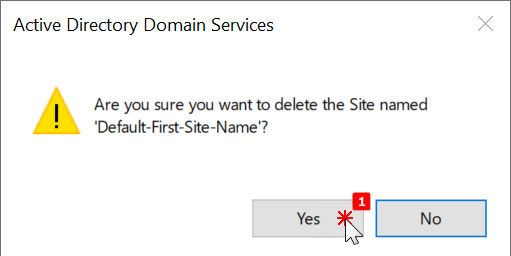 Active Directory Domain Services
Are you sure you want to delete the Site named
'Default-First-Site-Name'?
1
Yes
No